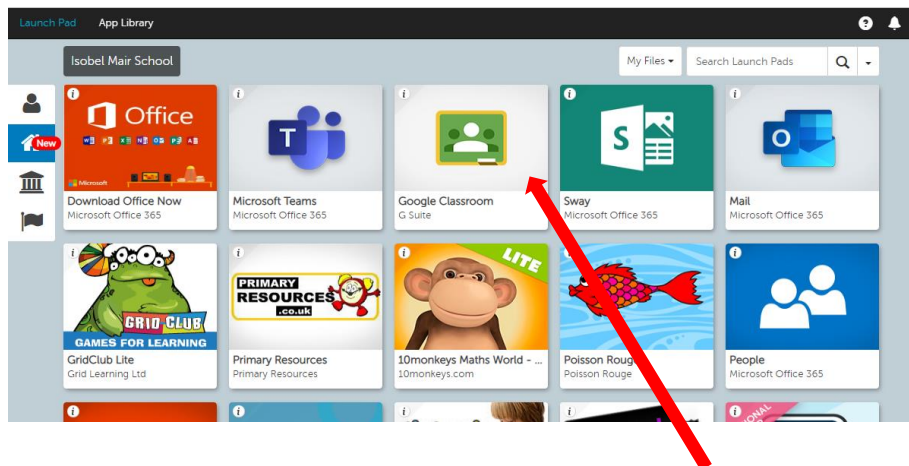 Launch Pad App Library
Isobel Mair School
My Files
Search Launch Pads
New
Office
Microsoft
Download Office Now
Microsoft Office 365
T
Microsoft Teams
Microsoft Office 365
Google Classroom
G Suite
S
Sway
Microsoft Office 365
O
Mail
Microsoft Office 365
GRID CLUB
GAMES FOR LEARNING
GridClub Lite
Grid Learning Ltd
PRIMARY
RESOURCES
.co.uk
Primary Resources
Primary Resources
LITE
10monkeys Maths World - ...
10monkeys.com
Poisson Rouge
Poisson Rouge
People
Microsoft Office 365